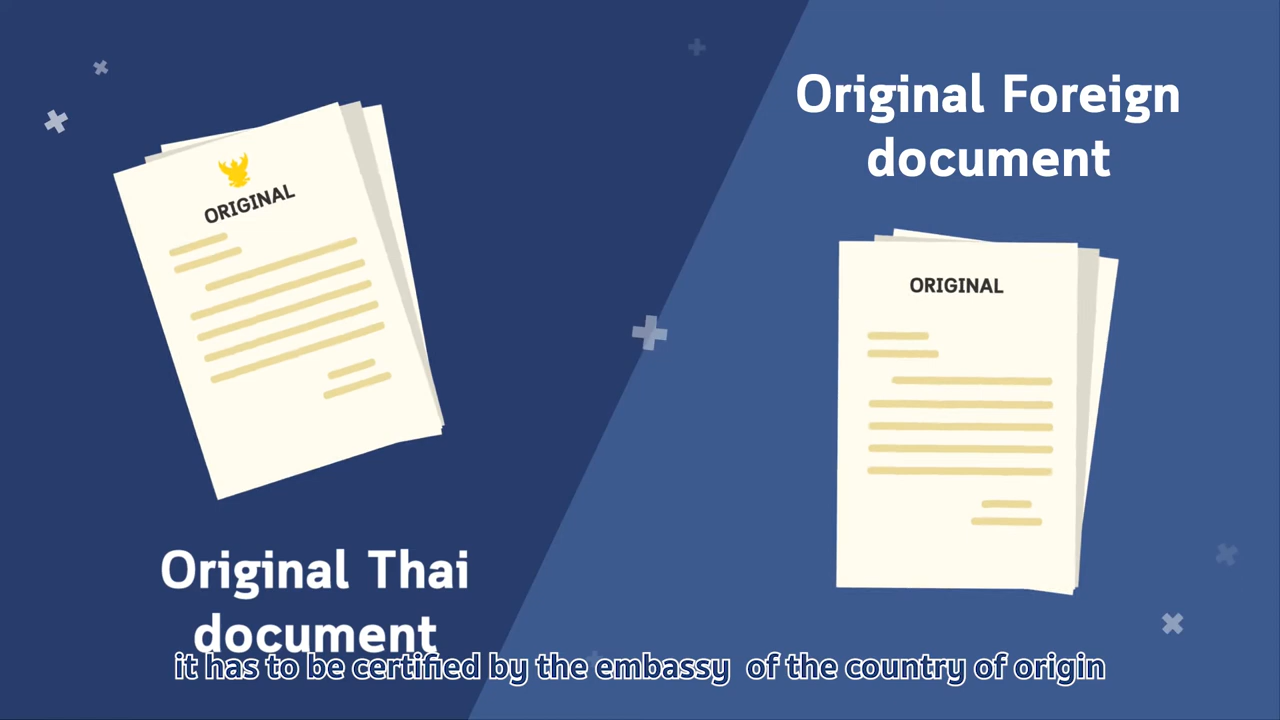 Original Foreign
document
ORIGINAL
ORIGINAL
Original Thai
document
it has to be certified by the embassy of the country of origin